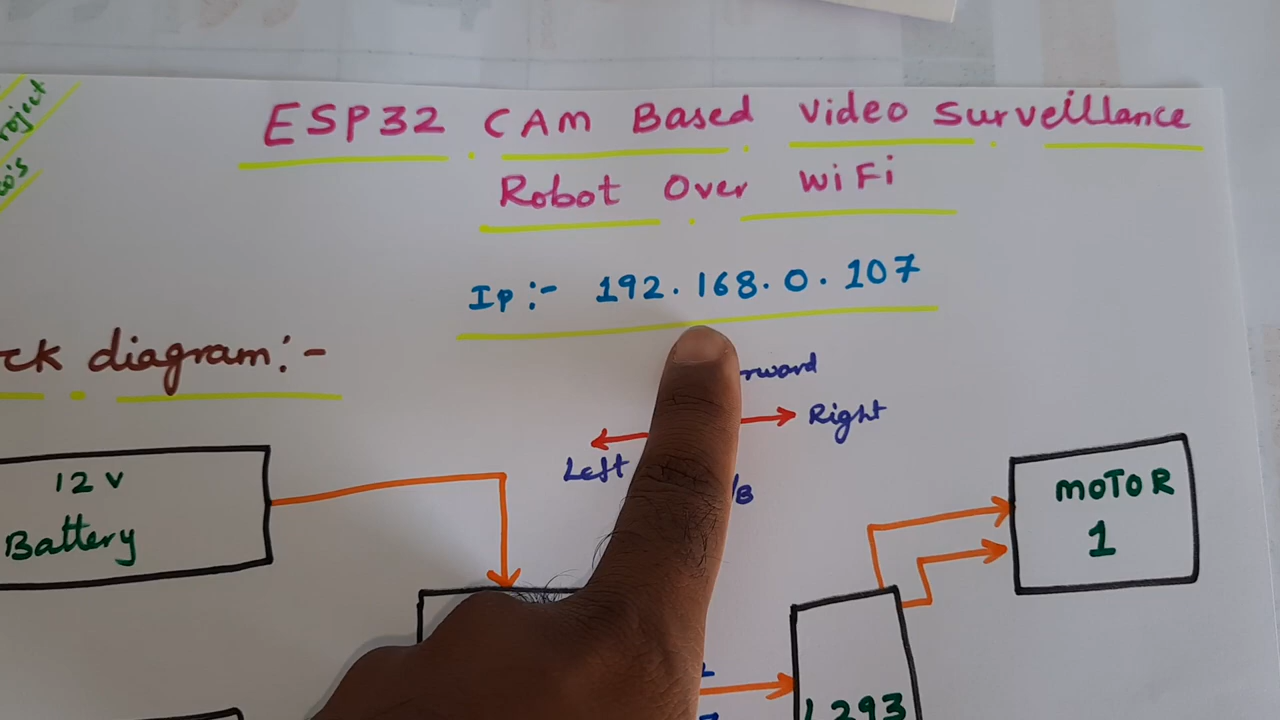 ESP32 CAM Based Video Surveillance
Robot Over WiFi
Ip:- 192.168.0.107
diagram:-
Right
Left
12 V
Battery
MOTOR
1
L293